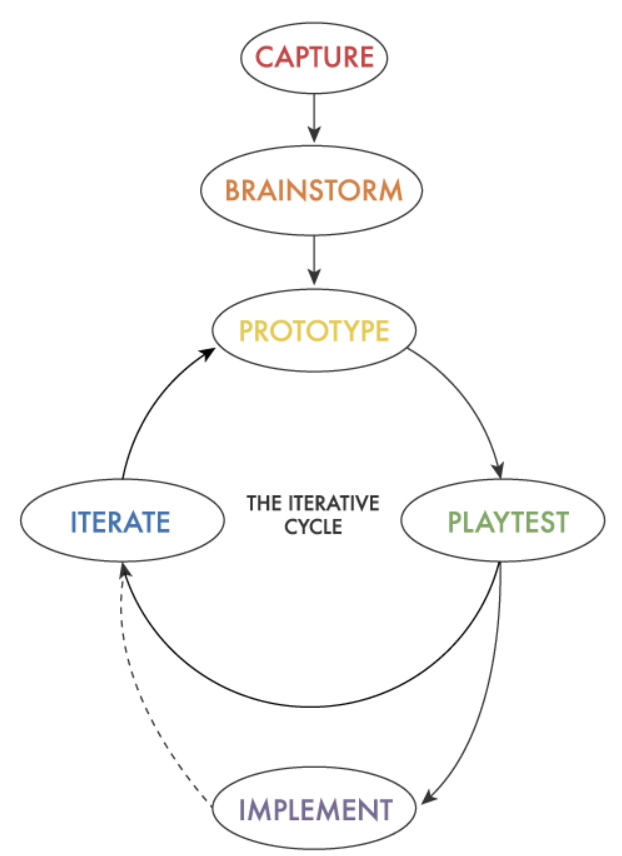 CAPTURE
BRAINSTORM
PROTOTYPE
THE ITERATIVE
CYCLE
ITERATE
PLAYTEST
IMPLEMENT